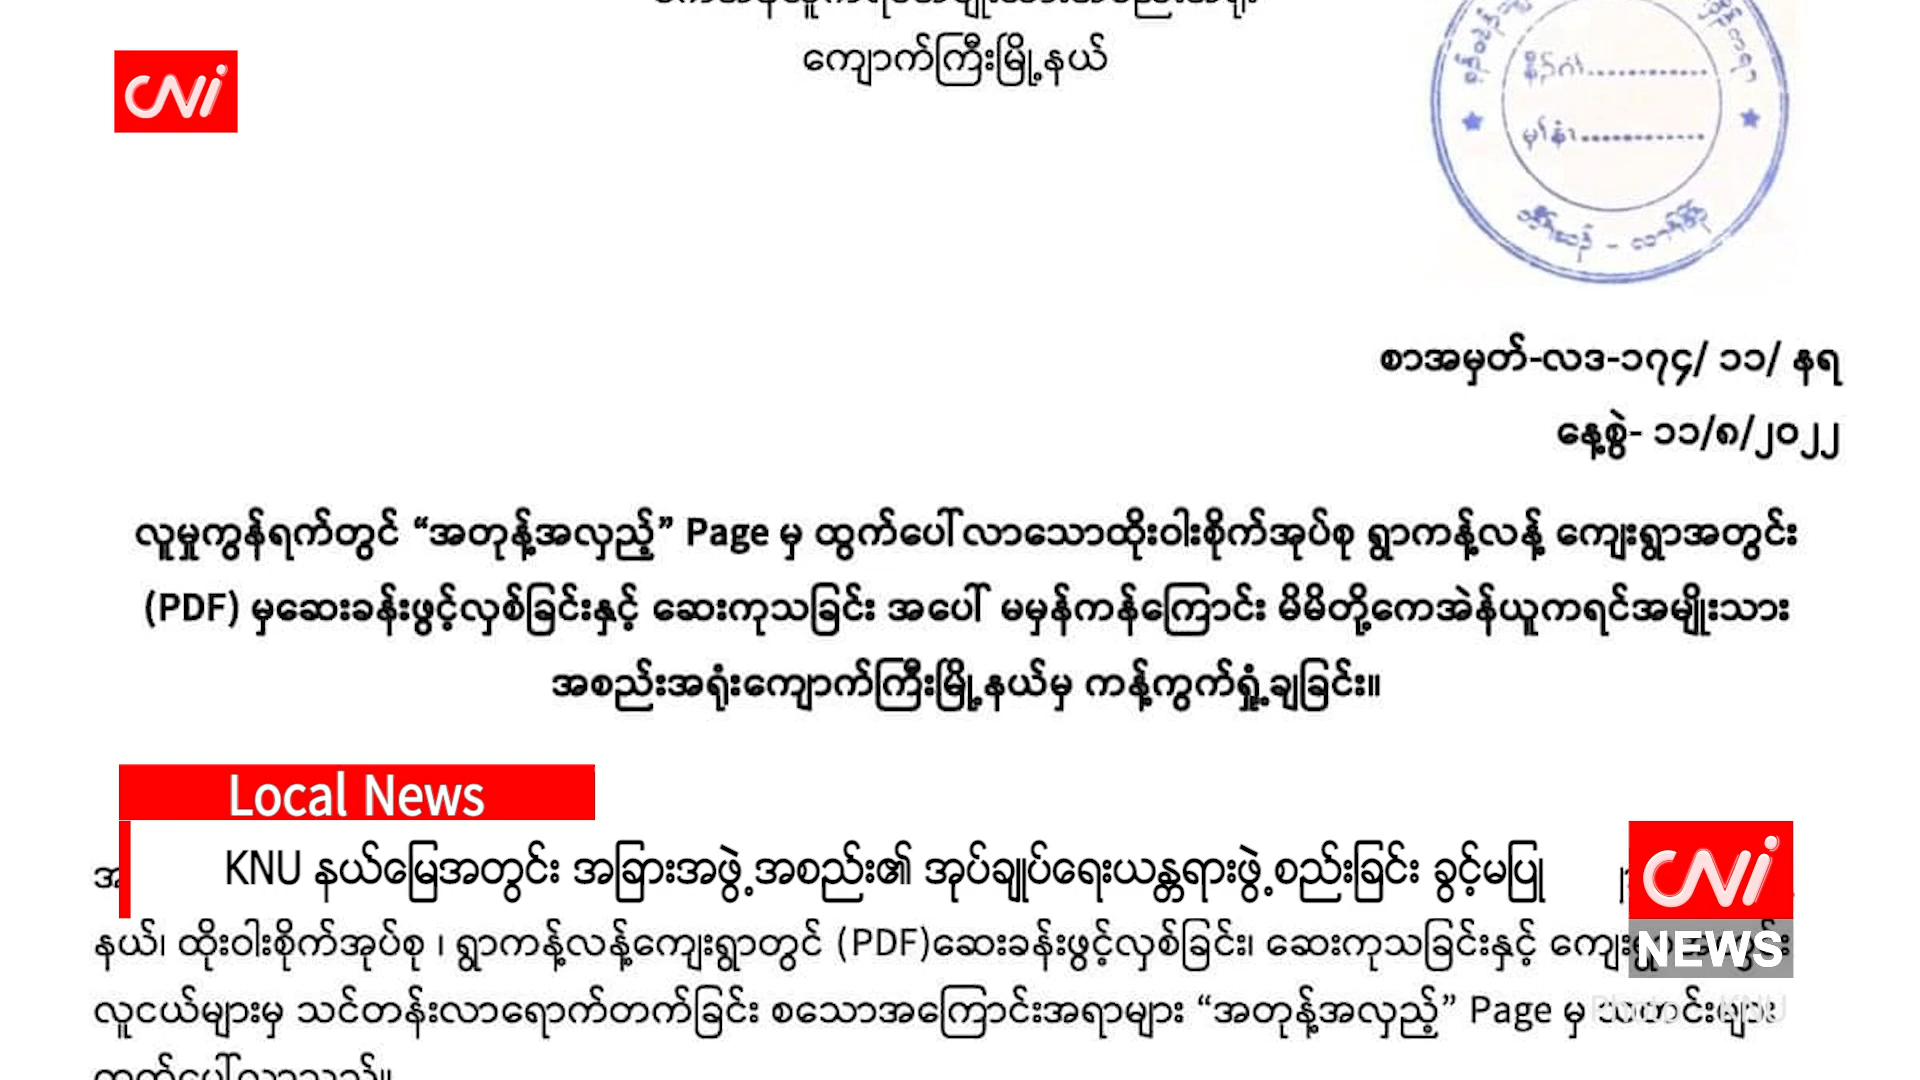 ကျောက်ကြီးမြို့နယ်
CNi
နီၣ်ဂံၢ်
မုၢ်နံၤ
စာအမှတ်-လဒ-၁၇၄/ ၁၁/ နရ
နေ့စွဲ- ၁၁/၈/၂၀၂၂
လူမှုကွန်ရက်တွင် “အတုန့်အလှည့်” Page မှ ထွက်ပေါ်လာသောထိုးဝါးစိုက်အုပ်စု ရွာကန့်လန့် ကျေးရွာအတွင်း
(PDF) မှဆေးခန်းဖွင့်လှစ်ခြင်းနှင့် ဆေးကုသခြင်း အပေါ် မမှန်ကန်ကြောင်း မိမိတို့ကေအဲန်ယူကရင်အမျိုးသား
အစည်းအရုံးကျောက်ကြီးမြို့နယ်မှ ကန့်ကွက်ရှုံ့ချခြင်း။
Local News
KNU နယ်မြေအတွင်း အခြားအဖွဲ့အစည်း၏ အုပ်ချုပ်ရေးယန္တရားဖွဲ့စည်းခြင်း ခွင့်မပြု
CNi
NEWS
နယ်၊ ထိုးဝါးစိုက်အုပ်စု ၊ ရွာကန့်လန့်ကျေးရွာတွင် (PDF)ဆေးခန်းဖွင့်လှစ်ခြင်း၊ ဆေးကုသခြင်းနှင့်
လူငယ်များမှ သင်တန်းလာရောက်တက်ခြင်း စသောအကြောင်းအရာများ “အတုန့်အလှည့်” Page မှ သတင်းများ